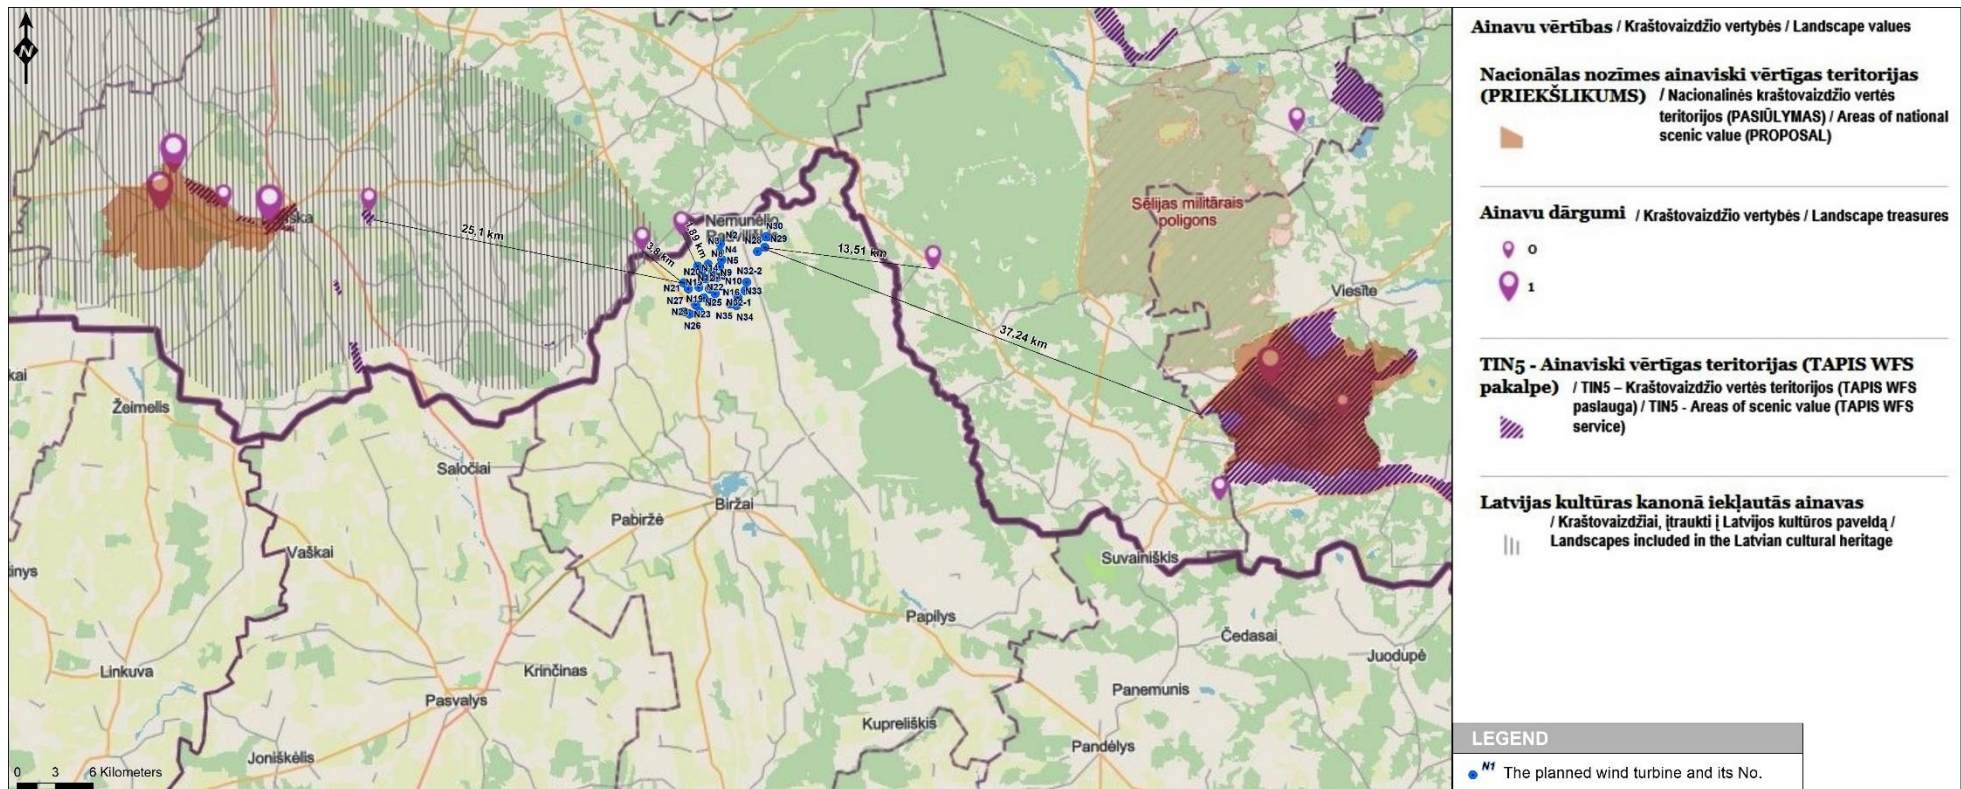 N
Ainavu vērtības / Kraštovaizdžio vertybės / Landscape values
Nacionālas nozīmes ainaviski vērtīgas teritorijas
(PRIEKŠLIKUMS) / Nacionalinės kraštovaizdžio vertės
teritorijos (PASIŪLYMAS) / Areas of national
scenic value (PROPOSAL)
Ainavu dārgumi / Kraštovaizdžio vertybės / Landscape treasures
0
1
TIN5 - Ainaviski vērtīgas teritorijas (TAPIS WFS
pakalpe) / TIN5 – Kraštovaizdžio vertės teritorijos (TAPIS WFS
paslauga) / TIN5 - Areas of scenic value (TAPIS WFS
service)
Latvijas kultūras kanonā iekļautās ainavas
/ Kraštovaizdžiai, įtraukti į Latvijos kultūros paveldą /
Landscapes included in the Latvian cultural heritage
LEGEND
N1 The planned wind turbine and its No.
Sēlijas militārais
poligons
Nemunėlio
N30
N2
N29
N28
N4
N5
N9
N20
N32-2
N10
N21
N22
N16
N33
N27
N25
N32-1
N23
N35
N34
N26
25,1 km
3,8 km
13,51 km
37,24 km
Viesīte
kai
Žeimelis
Saločiai
Biržai
Pabiržė
Vaškai
Suvainiškis
tinys
Papilys
Čedasai
Juodupė
Linkuva
Krinčinas
Pasvalys
Panemunis
Kupreliškis
Pandėlys
Joniškėlis
0 3 6 Kilometers